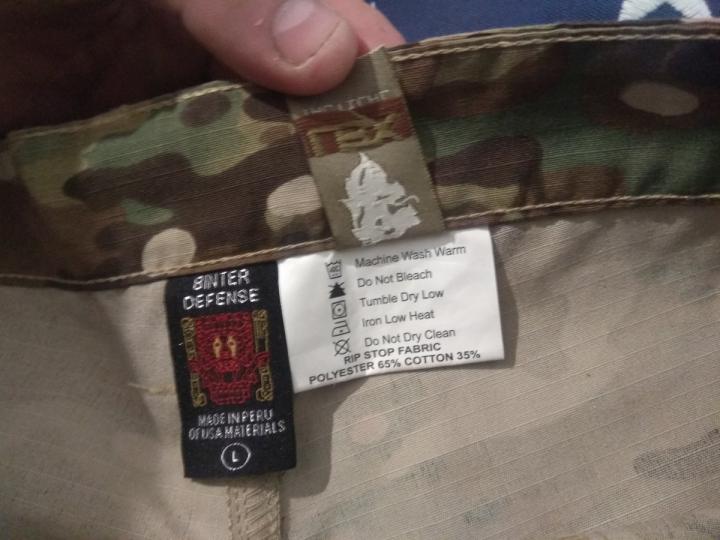 8INTER
DEFENSE
MADE IN PERU
OF USA MATERIALS
L
Machine Wash Warm
Do Not Bleach
Tumble Dry Low
Iron Low Heat
Do Not Dry Clean
RIP STOP FABRIC
POLYESTER 65% COTTON 35%